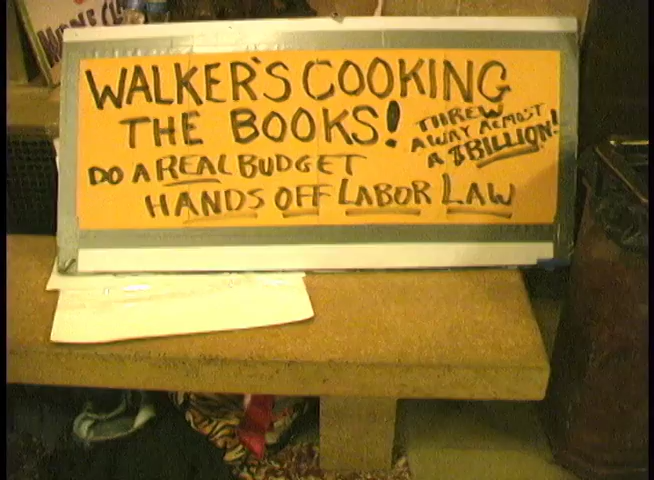 WALKER'S COOKING
THE BOOKS!
THREW
AWAY ALMOST
A $BILLION!
DO A REAL BUDGET
HANDS OFF LABOR LAW